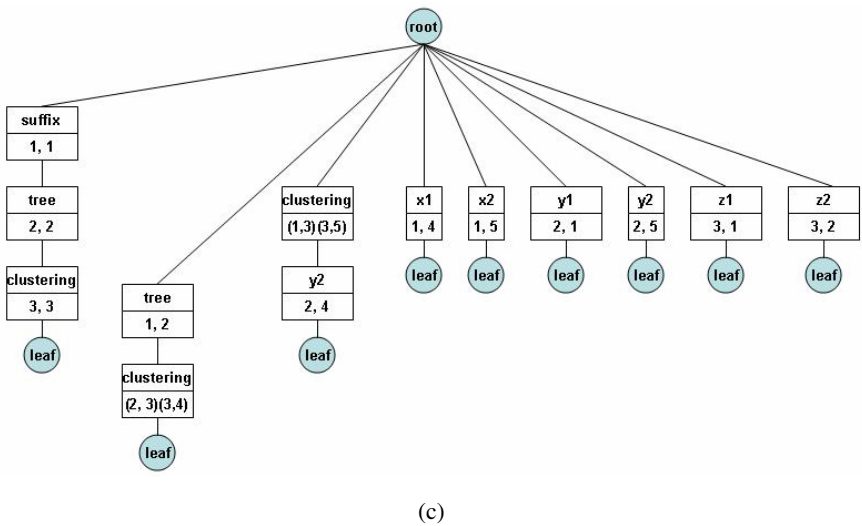 root
suffix
1, 1
tree
2, 2
clustering
3, 3
leaf
tree
1, 2
clustering
(2, 3)(3,4)
leaf
clustering
(1,3)(3,5)
y2
2, 4
leaf
x1
1, 4
leaf
x2
1, 5
leaf
y1
2, 1
leaf
y2
2, 5
leaf
z1
3, 1
leaf
z2
3, 2
leaf
(c)